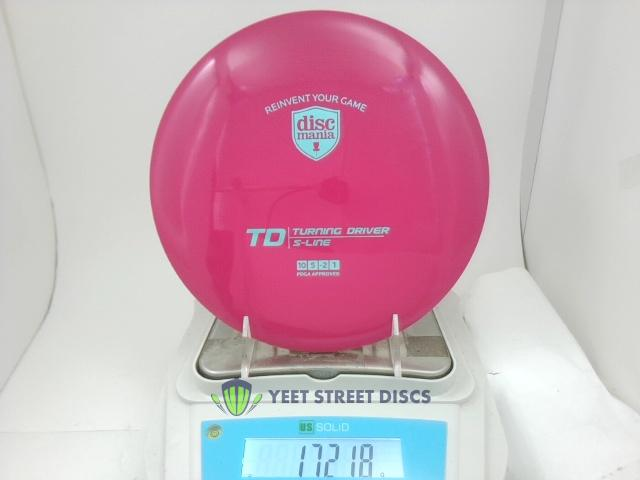 REINVENT YOUR GAME
disc
mania
TD TURNING DRIVER
S-LINE
10 5 -2 1
PDGA APPROVED
YEET STREET DISCS
US SOLID
172.18 g